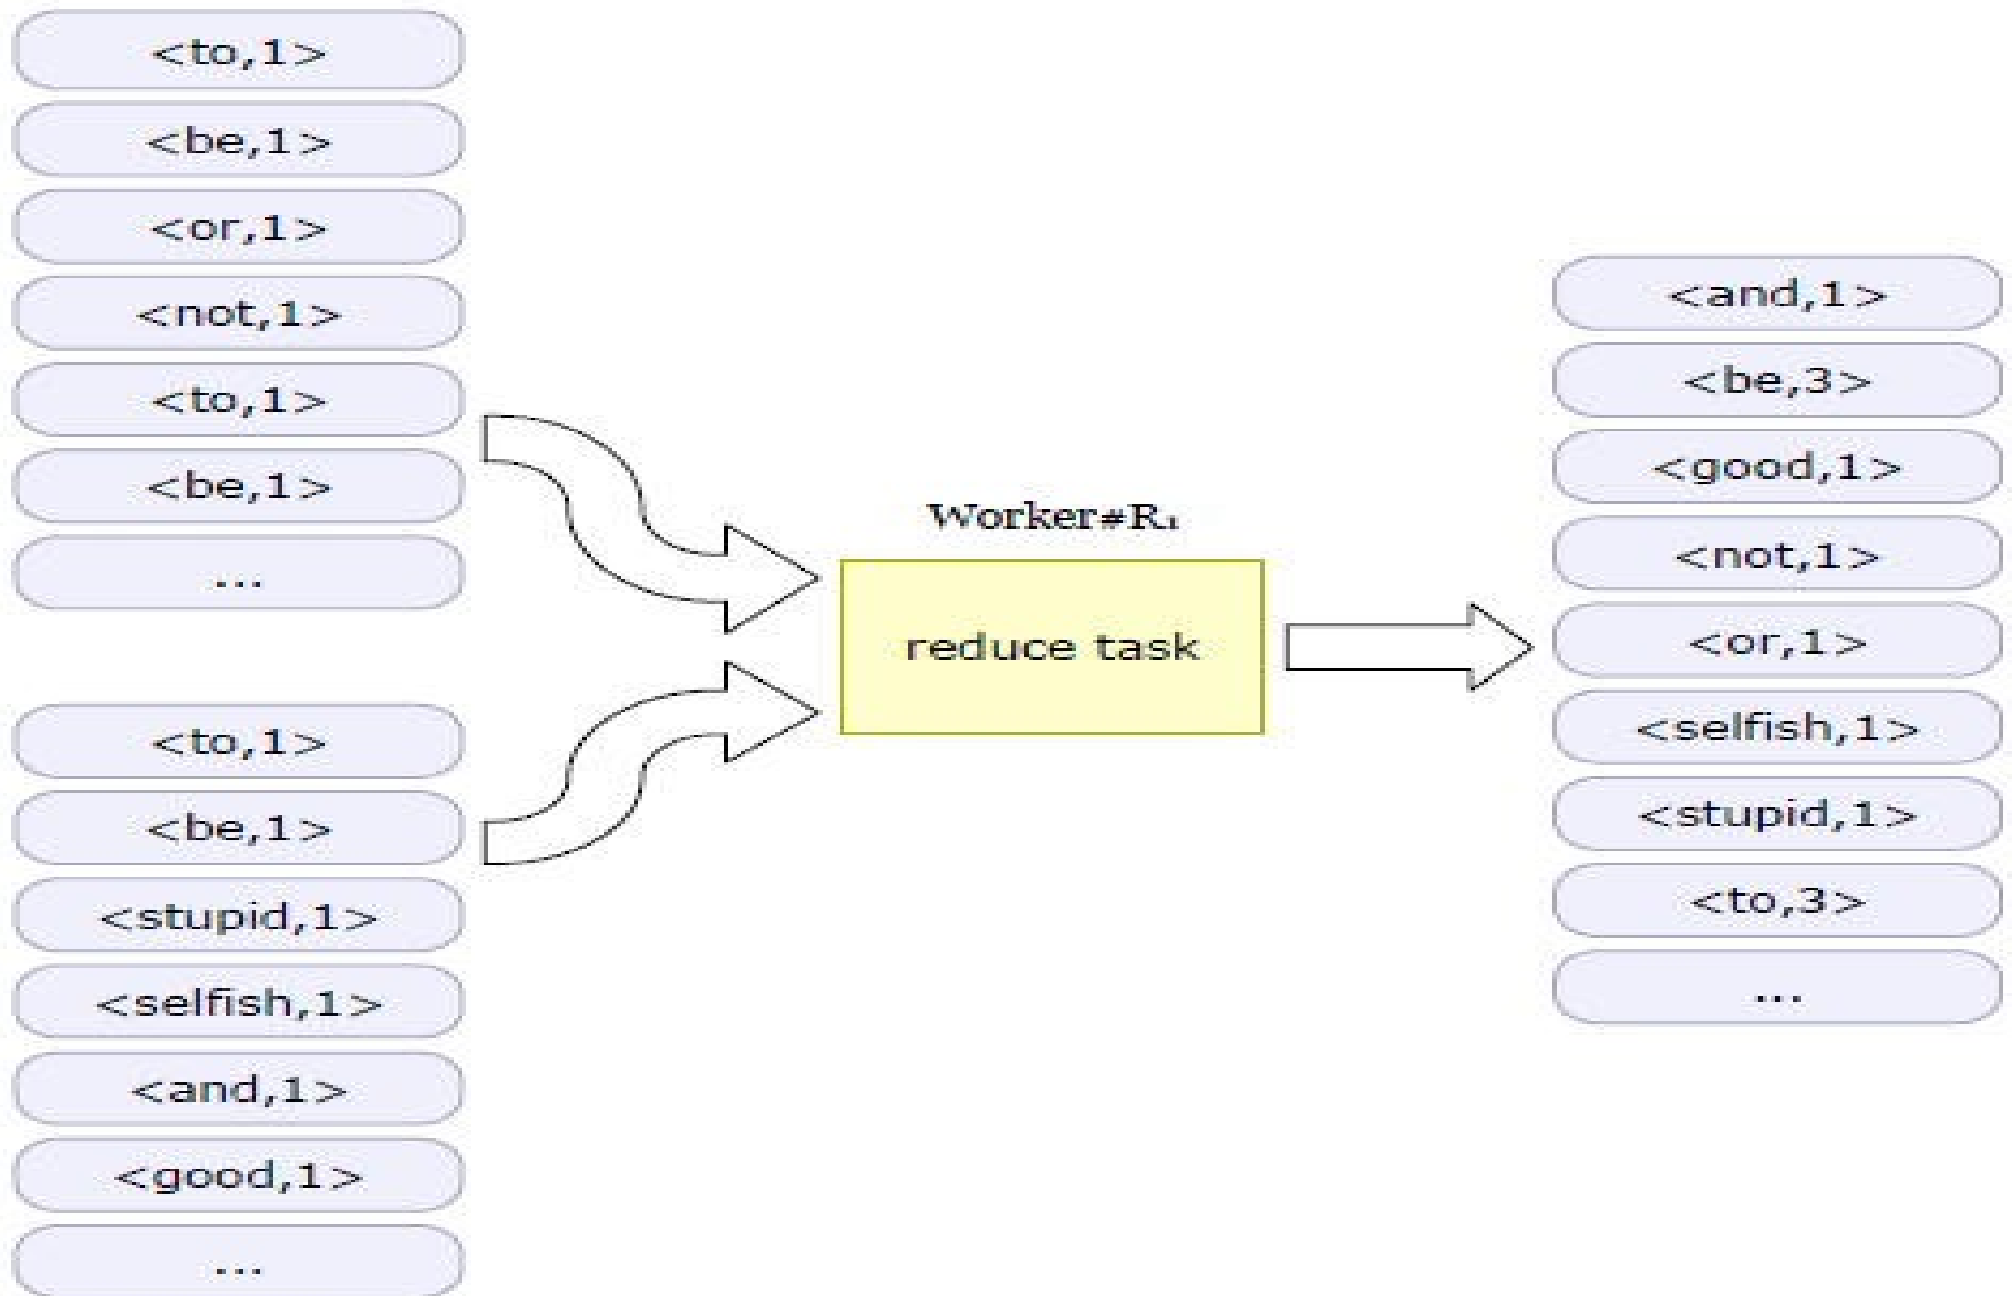 <to,1>
<be,1>
<or,1>
<not,1>
<to,1>
<be,1>
...
<to,1>
<be,1>
<stupid,1>
<selfish,1>
<and,1>
<good,1>
...
Worker#R₁
reduce task
<and,1>
<be,3>
<good,1>
<not,1>
<or,1>
<selfish,1>
<stupid,1>
<to,3>
...